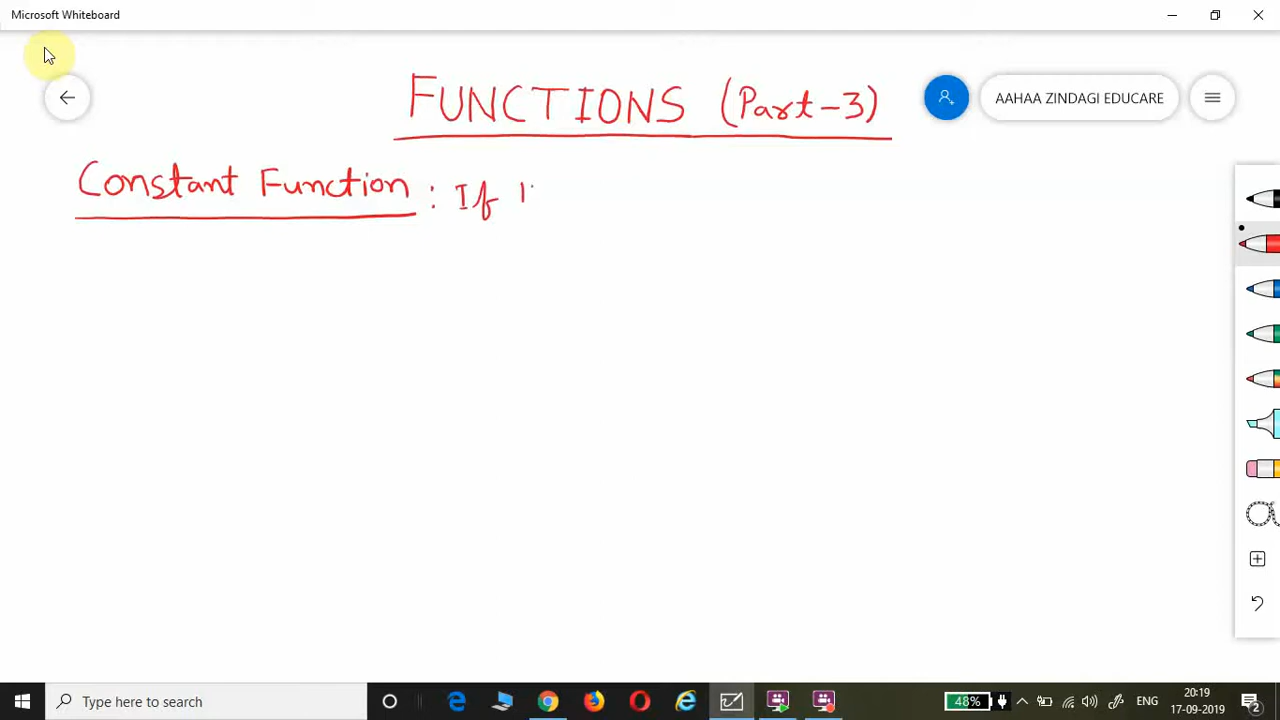 Microsoft Whiteboard
FUNCTIONS (Part-3)
AAHAA ZINDAGI EDUCARE
Constant Function : If
Type here to search
48%
ENG
20:19
17-09-2019
2